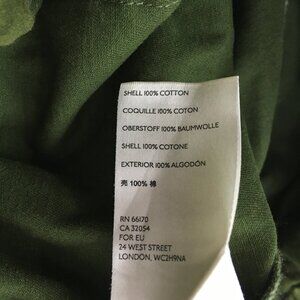 SHELL 100% COTTON
COQUILLE 100% COTON
OBERSTOFF 100% BAUMWOLLE
SHELL 100% COTONE
EXTERIOR 100% ALGODÓN
売 100% 棉
RN 66170
CA 32054
FOR EU
24 WEST STREET
LONDON, WC2H9NA